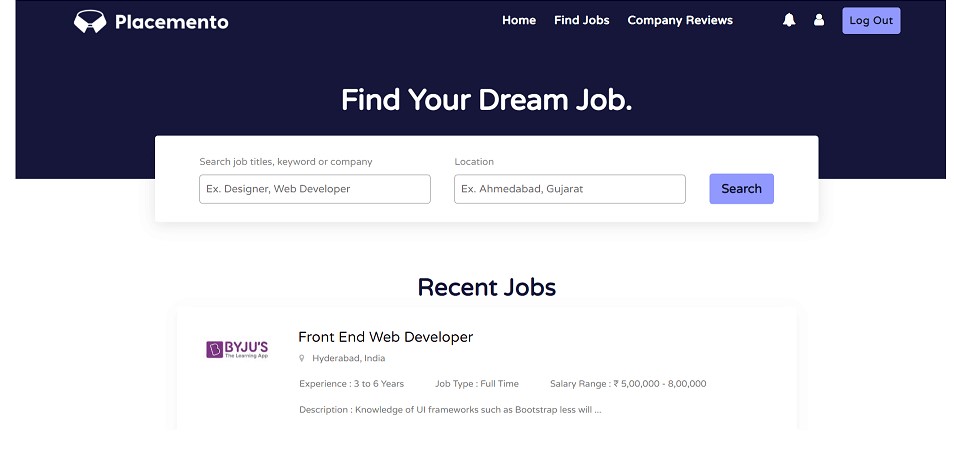 Placemento
Home Find Jobs Company Reviews Log Out
Find Your Dream Job.
Search job titles, keyword or company Location
Ex. Designer, Web Developer Ex. Ahmedabad, Gujarat Search
Recent Jobs
BYJU'S
The Learning App
Front End Web Developer
Hyderabad, India
Experience : 3 to 6 Years Job Type : Full Time Salary Range : ₹ 5,00,000 - 8,00,000
Description : Knowledge of UI frameworks such as Bootstrap less will ...